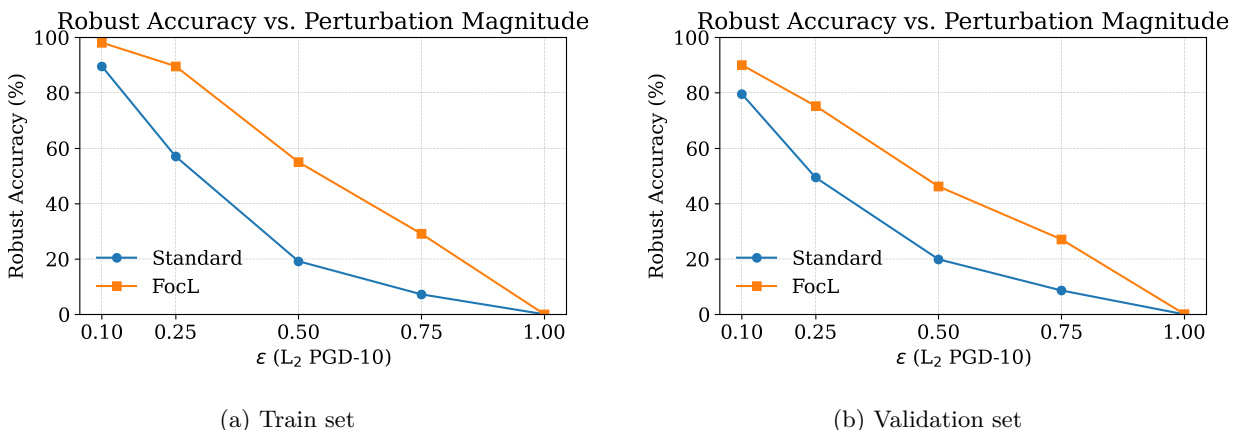 Robust Accuracy vs. Perturbation Magnitude
Robust Accuracy (%)
100
80
60
40
20
0
Standard
FocL
0.10 0.25 0.50 0.75 1.00
ε (L₂ PGD-10)
(a) Train set
Robust Accuracy vs. Perturbation Magnitude
Robust Accuracy (%)
100
80
60
40
20
0
Standard
FocL
0.10 0.25 0.50 0.75 1.00
ε (L₂ PGD-10)
(b) Validation set